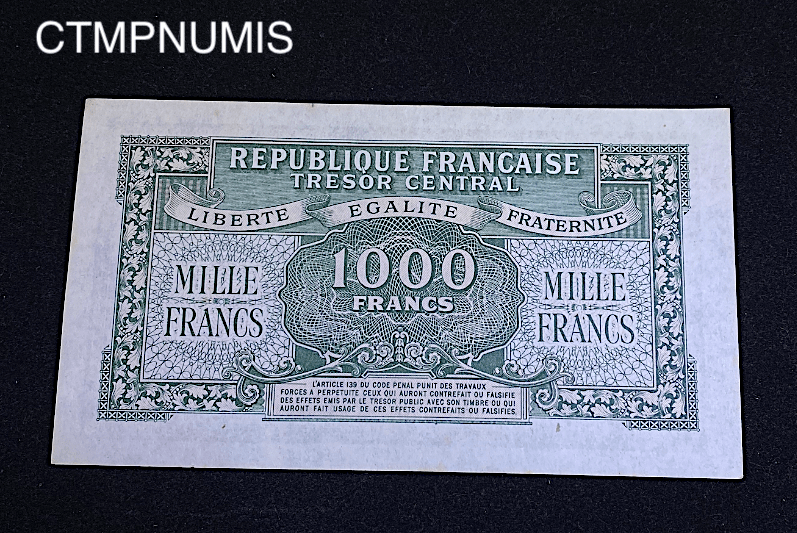 CTMPNUMIS
REPUBLIQUE FRANCAISE
TRESOR CENTRAL
LIBERTE EGALITE FRATERNITE
1000
FRANCS
MILLE
FRANCS
MILLE
FRANCS
L'ARTICLE 139 DU CODE PENAL PUNIT DES TRAVAUX
FORCES A PERPETUITE CEUX QUI AURONT CONTREFAIT OU FALSIFIE
DES EFFETS EMIS PAR LE TRESOR PUBLIC AVEC SON TIMBRE OU QUI
AURONT FAIT USAGE DE CES EFFETS CONTREFAITS OU FALSIFIES.